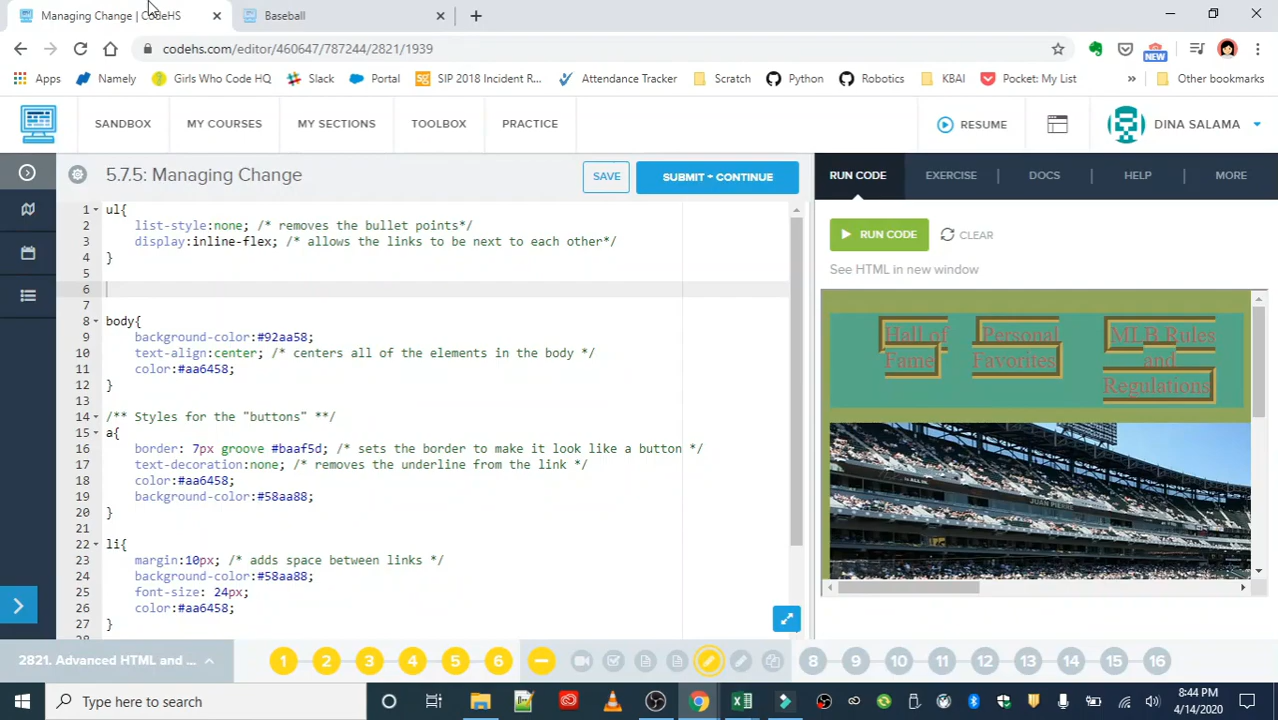 Managing Change | CodeHS
Baseball
codehs.com/editor/460647/787244/2821/1939
NEW
Apps
Namely
Girls Who Code HQ
Slack
Portal
SIP 2018 Incident R...
Attendance Tracker
Scratch
Python
Robotics
KBAI
Pocket: My List
»
Other bookmarks
SANDBOX
MY COURSES
MY SECTIONS
TOOLBOX
PRACTICE
RESUME
DINA SALAMA
5.7.5: Managing Change
SAVE
SUBMIT + CONTINUE
RUN CODE
EXERCISE
DOCS
HELP
MORE
1 ul{
2 list-style:none; /* removes the bullet points*/
3 display:inline-flex; /* allows the links to be next to each other*/
4 }
5
6
7
8 body{
9 background-color:#92aa58;
10 text-align:center; /* centers all of the elements in the body */
11 color:#aa6458;
12 }
13
14 /** Styles for the "buttons" **/
15 a{
16 border: 7px groove #baaf5d; /* sets the border to make it look like a button */
17 text-decoration:none; /* removes the underline from the link */
18 color:#aa6458;
19 background-color:#58aa88;
20 }
21
22 li{
23 margin:10px; /* adds space between links */
24 background-color:#58aa88;
25 font-size: 24px;
26 color:#aa6458;
27 }
28
RUN CODE
CLEAR
See HTML in new window
Hall of
Fame
Personal
Favorites
MLB Rules
and
Regulations
JUAN PIERRE
2821. Advanced HTML and ...
1 2 3 4 5 6 8 9 10 11 12 13 14 15 16
Type here to search
8:44 PM
4/14/2020